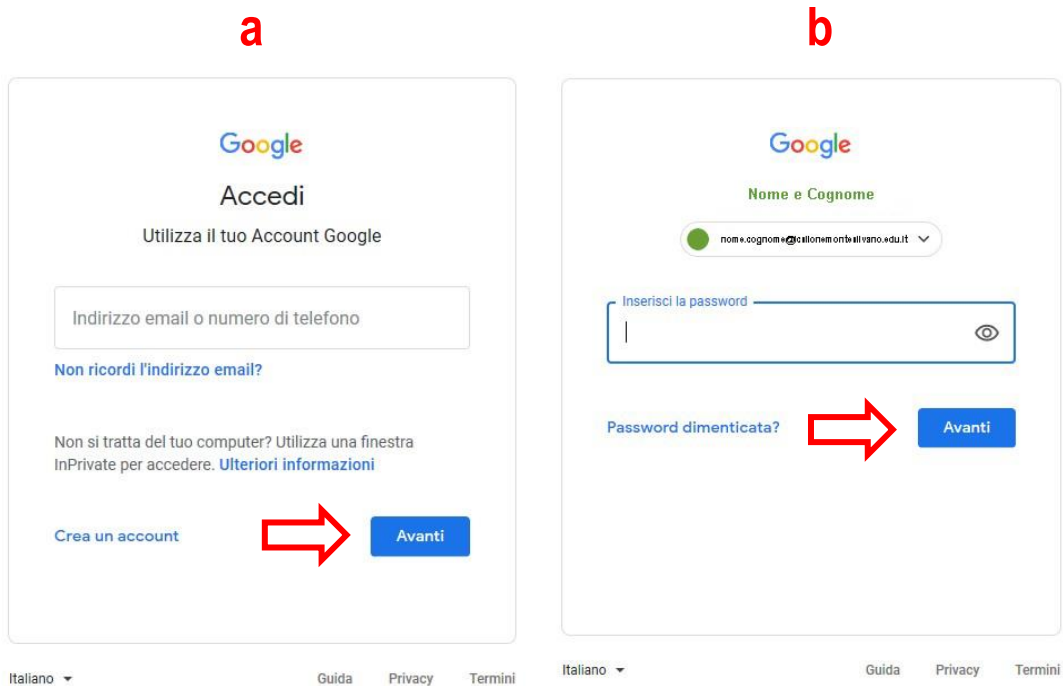 a
Google
Accedi
Utilizza il tuo Account Google
Indirizzo email o numero di telefono
Non ricordi l'indirizzo email?
Non si tratta del tuo computer? Utilizza una finestra
InPrivate per accedere. Ulteriori informazioni
Crea un account
Avanti
Italiano
Guida Privacy Termini
b
Google
Nome e Cognome
Inserisci la password
Password dimenticata?
Avanti
Italiano
Guida Privacy Termini